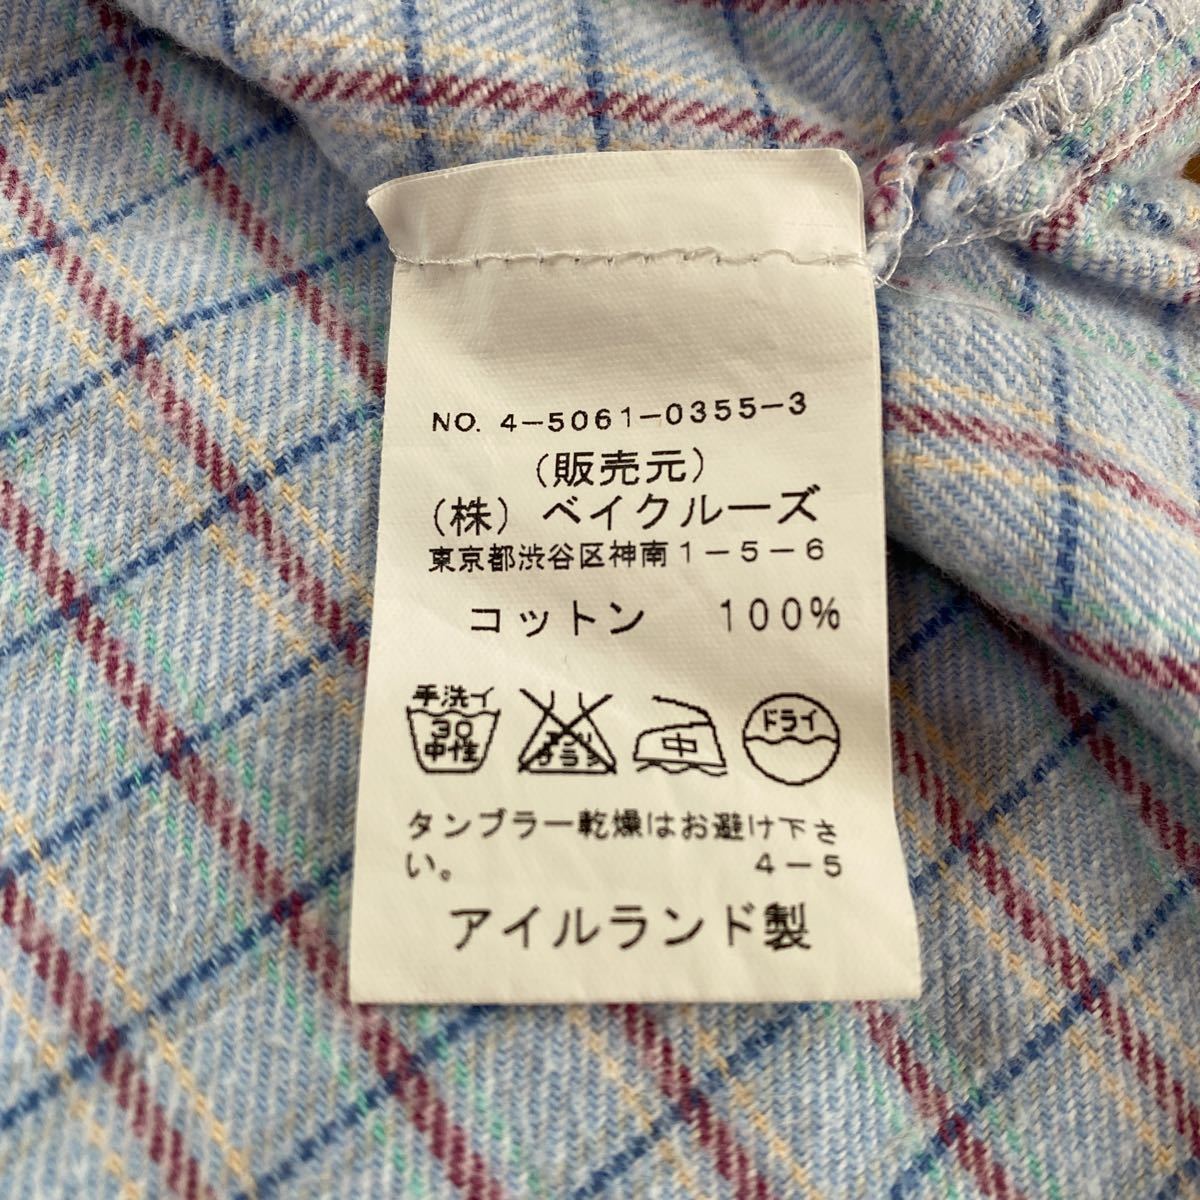 NO. 4-5061-0355-3
(販売元)
(株) ベイクルーズ
東京都渋谷区神南1-5-6
コットン 100%
手洗イ
30
中性
エンソ
サラシ
中
ドライ
タンブラー乾燥はお避け下さ
い。 4-5
アイルランド製